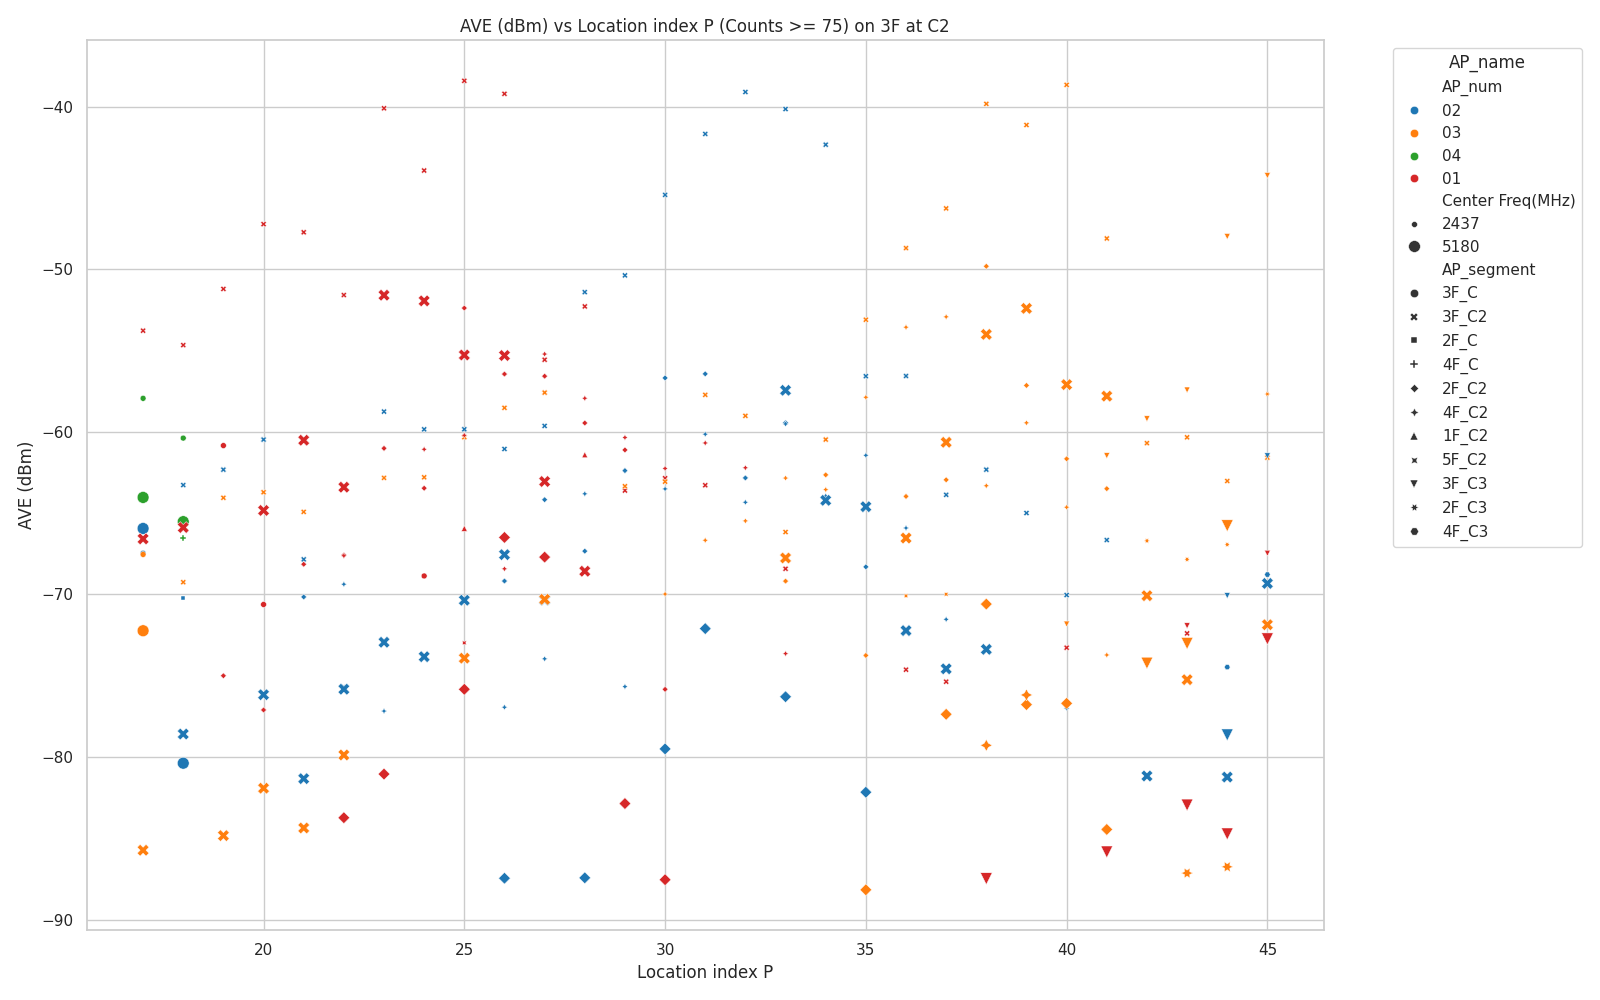 AVE (dBm) vs Location index P (Counts >= 75) on 3F at C2
AVE (dBm)
−40
−50
−60
−70
−80
−90
20
25
30
35
40
45
Location index P
AP_name
AP_num
02
03
04
01
Center Freq(MHz)
2437
5180
AP_segment
3F_C
3F_C2
2F_C
4F_C
2F_C2
4F_C2
1F_C2
5F_C2
3F_C3
2F_C3
4F_C3